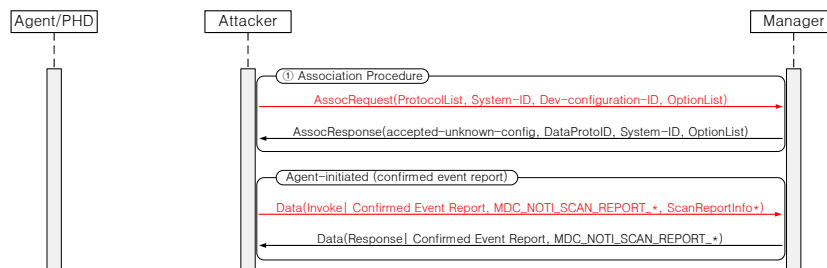 Agent/PHD
Attacker
Manager
① Association Procedure
AssocRequest(ProtocolList, System-ID, Dev-configuration-ID, OptionList)
AssocResponse(accepted-unknown-config, DataProtoID, System-ID, OptionList)
Agent-initiated (confirmed event report)
Data(Invoke| Confirmed Event Report, MDC_NOTI_SCAN_REPORT_*, ScanReportInfo*)
Data(Response| Confirmed Event Report, MDC_NOTI_SCAN_REPORT_*)